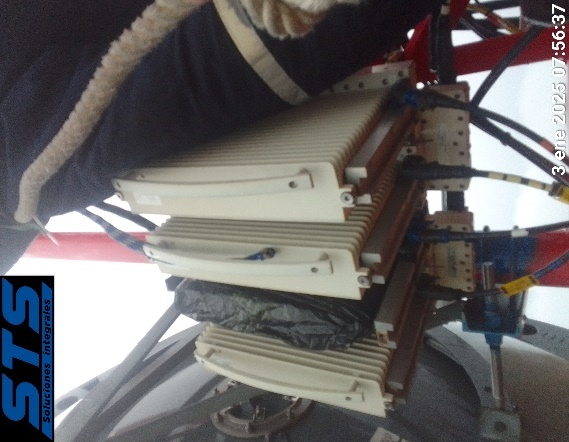 3 ene 2025 07:56:37
STS
Soluciones integrales